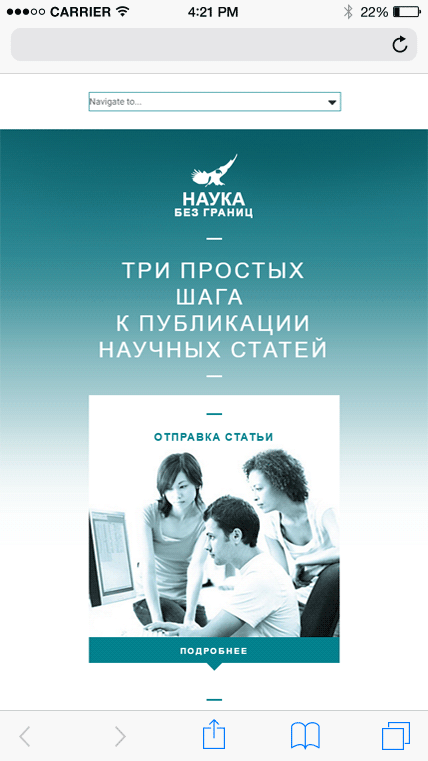 CARRIER 4:21 PM 22%
Navigate to...
НАУКА
БЕЗ ГРАНИЦ
ТРИ ПРОСТЫХ
ШАГА
К ПУБЛИКАЦИИ
НАУЧНЫХ СТАТЕЙ
ОТПРАВКА СТАТЬИ
ПОДРОБНЕЕ